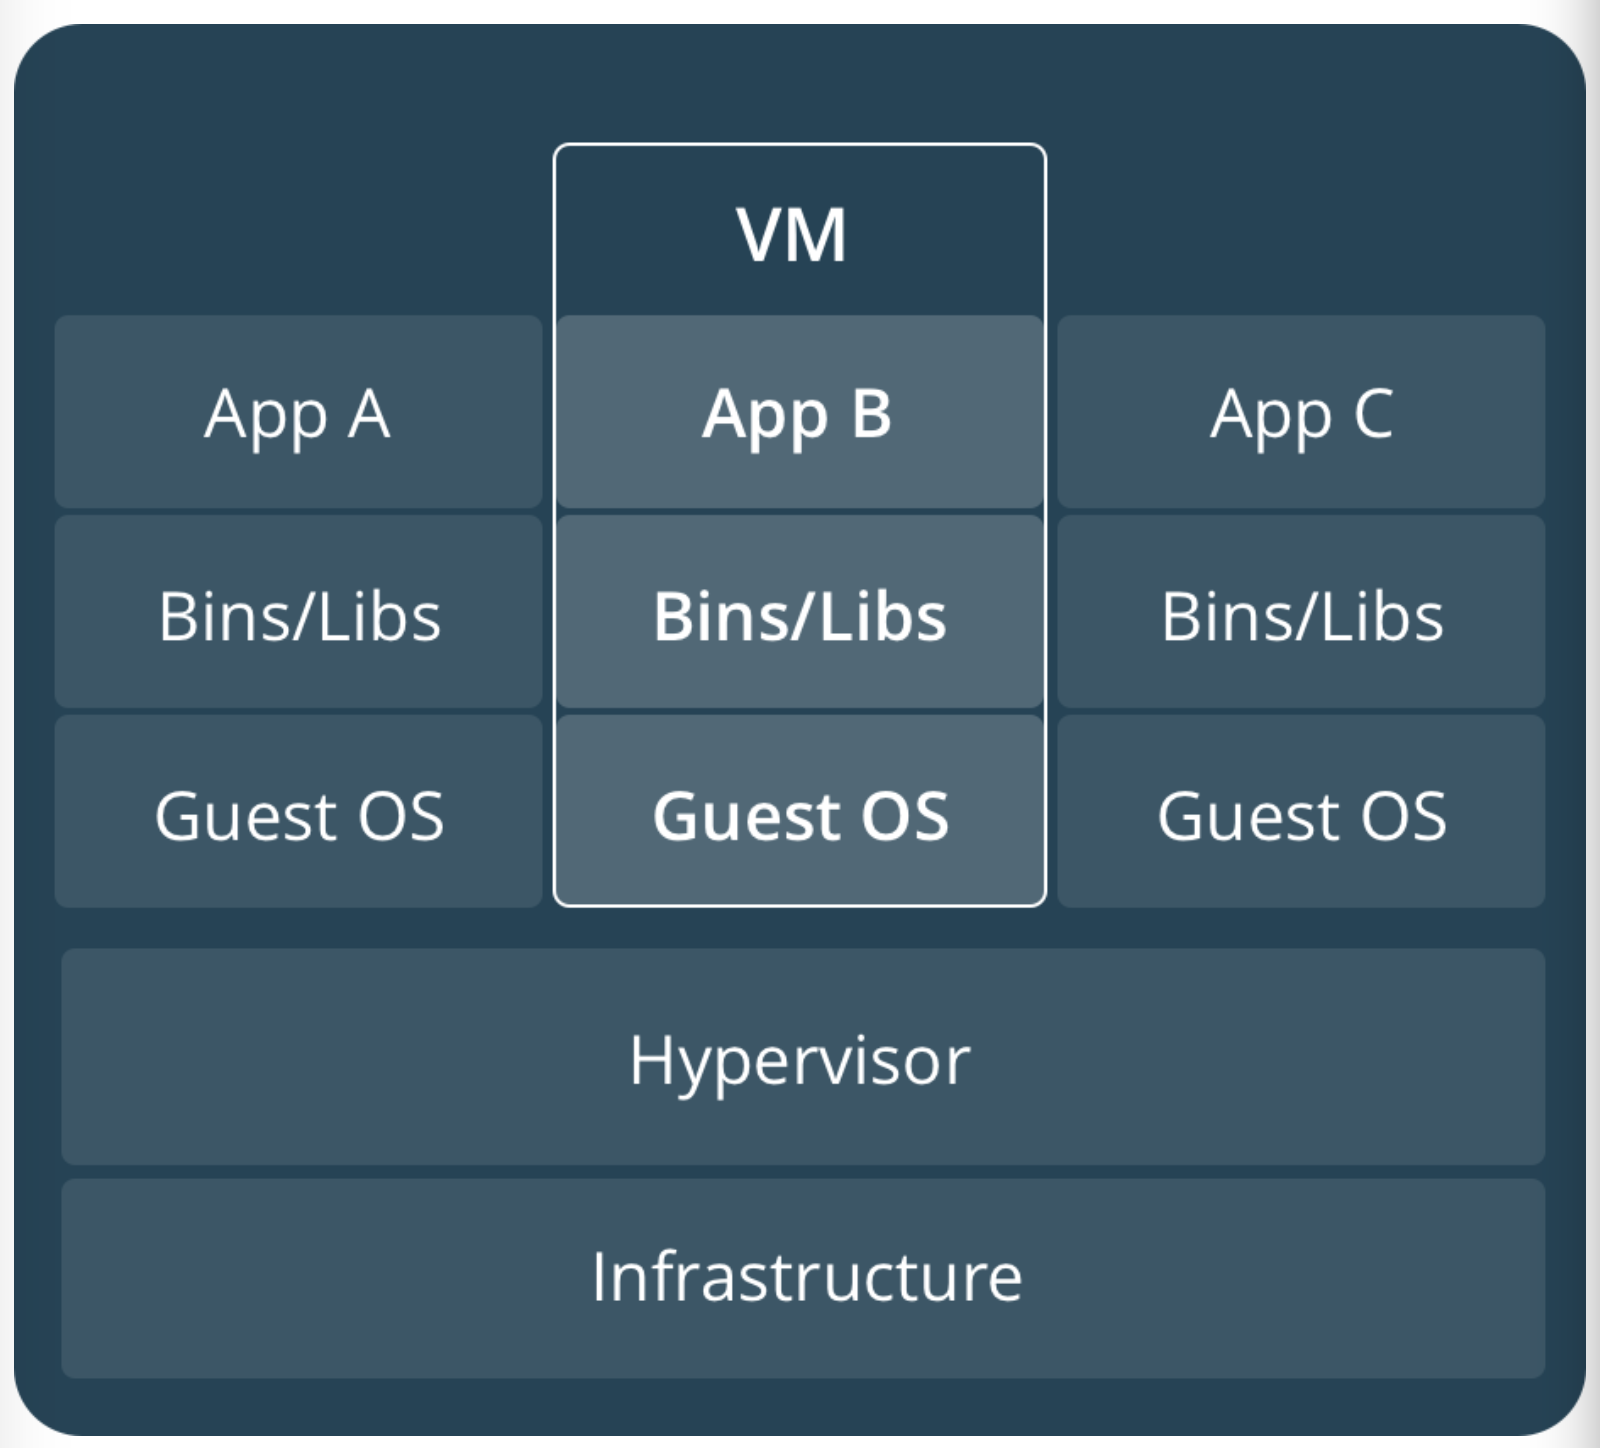 VM
App A
App B
App C
Bins/Libs
Bins/Libs
Bins/Libs
Guest OS
Guest OS
Guest OS
Hypervisor
Infrastructure